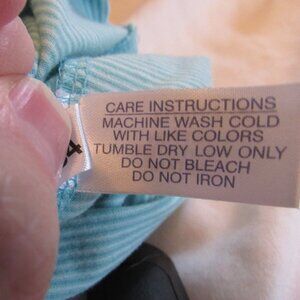 CARE INSTRUCTIONS
MACHINE WASH COLD
WITH LIKE COLORS
TUMBLE DRY LOW ONLY
DO NOT BLEACH
DO NOT IRON